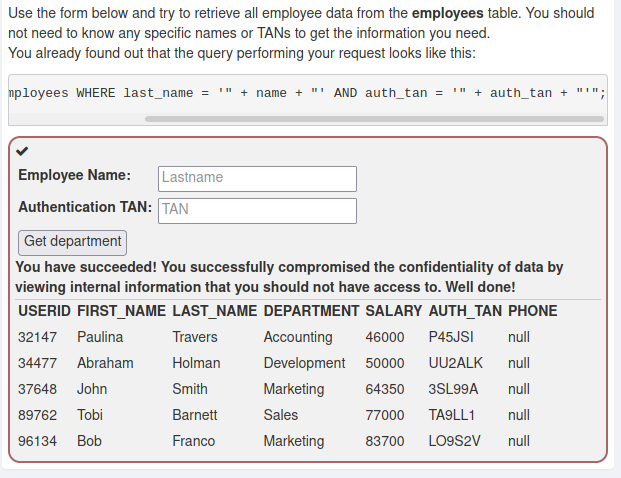 Use the form below and try to retrieve all employee data from the employees table. You should
not need to know any specific names or TANs to get the information you need.
You already found out that the query performing your request looks like this:
mployees WHERE last_name = '" + name + "' AND auth_tan = '" + auth_tan + "'";
Employee Name: Lastname
Authentication TAN: TAN
Get department
You have succeeded! You successfully compromised the confidentiality of data by
viewing internal information that you should not have access to. Well done!
USERID FIRST_NAME LAST_NAME DEPARTMENT SALARY AUTH_TAN PHONE
32147 Paulina Travers Accounting 46000 P45JSI null
34477 Abraham Holman Development 50000 UU2ALK null
37648 John Smith Marketing 64350 3SL99A null
89762 Tobi Barnett Sales 77000 TA9LL1 null
96134 Bob Franco Marketing 83700 LO9S2V null